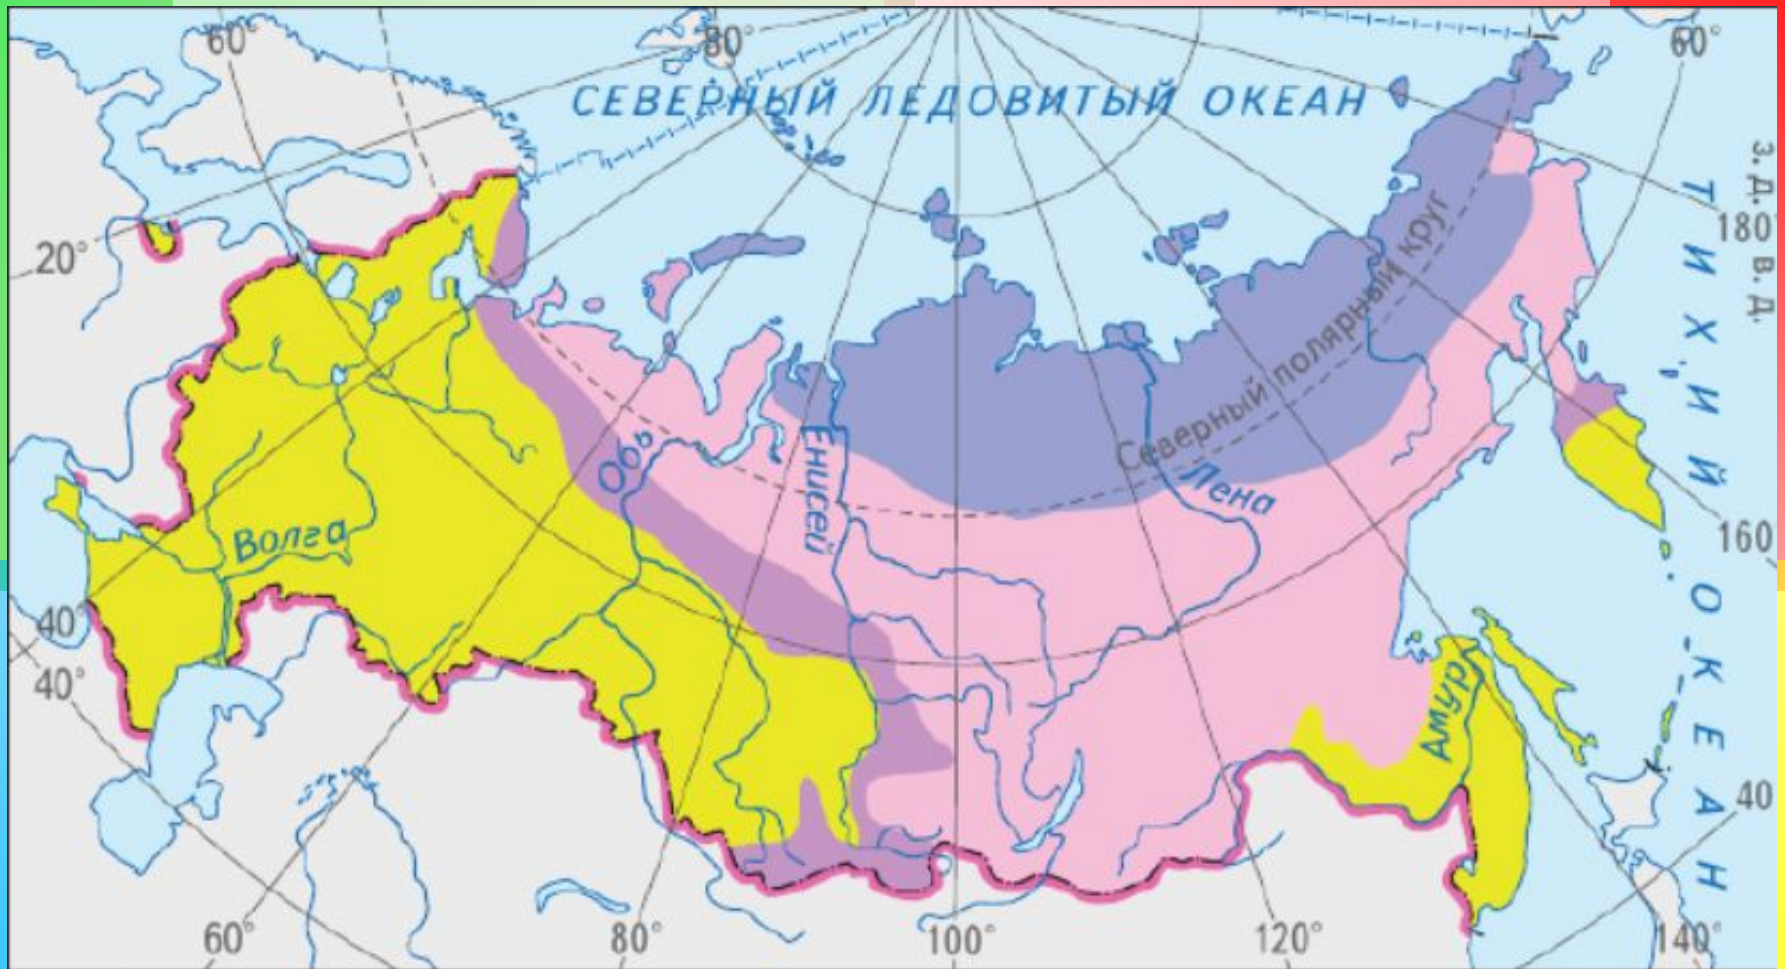 60°
80°
60°
СЕВЕРНЫЙ ЛЕДОВИТЫЙ ОКЕАН
з. д. 180° в. д.
ТИХИЙ ОКЕАН
20°
Северный полярный круг
Обь
Енисей
Лена
Волга
160
40°
40°
Амур
40
60°
80°
100°
120°
140°